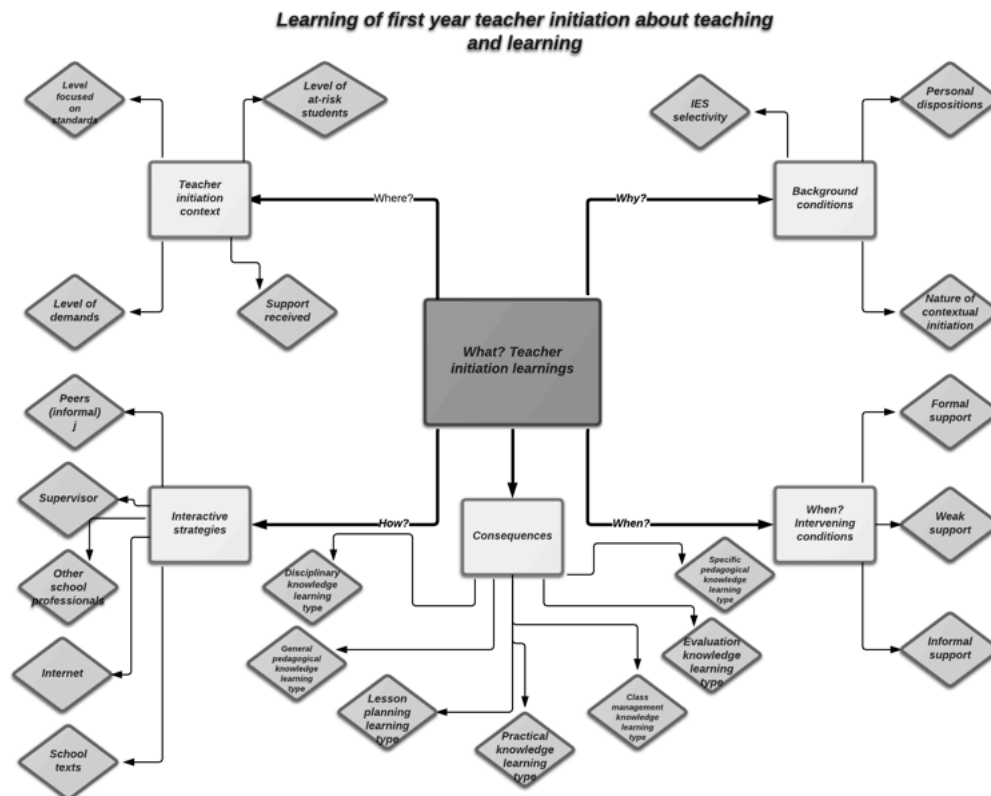 Learning of first year teacher initiation about teaching
and learning
Level
focused
on
standards
Level of
at-risk
students
IES
selectivity
Personal
dispositions
Teacher
initiation
context
Where?
Why?
Background
conditions
Level of
demands
Support
received
Nature of
contextual
initiation
What? Teacher
initiation learnings
Peers
(informal)
j
Formal
support
Supervisor
Interactive
strategies
How?
Consequences
When?
When?
Intervening
conditions
Weak
support
Other
school
professionals
Disciplinary
knowledge
learning
type
Specific
pedagogical
knowledge
learning
type
Internet
General
pedagogical
knowledge
learning
type
Evaluation
knowledge
learning
type
Informal
support
Lesson
planning
learning
type
Class
management
knowledge
learning
type
School
texts
Practical
knowledge
learning
type